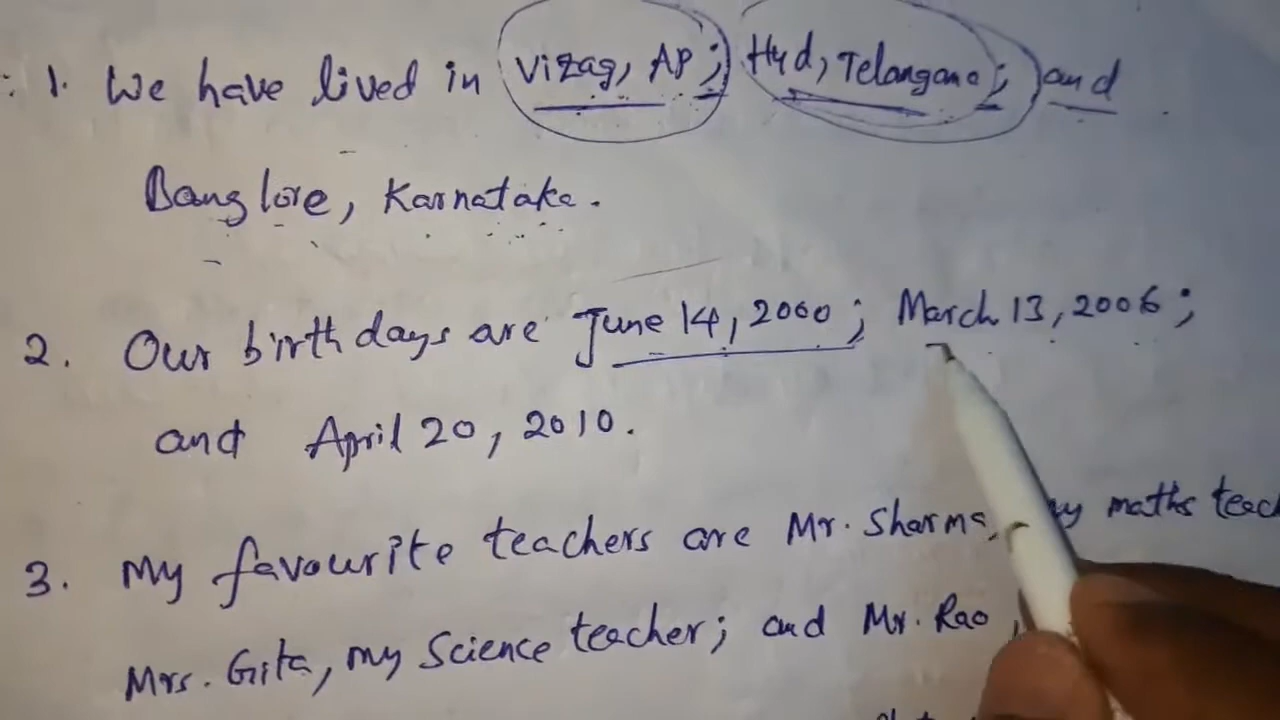 1. We have lived in Vizag, AP; Hyd, Telangana; and
Banglore, Karnataka.
2. Our birthdays are June 14, 2000; March 13, 2006;
and April 20, 2010.
3. My favourite teachers are Mr. Sharma, my maths teac
Mrs. Gita, my Science teacher; and Mr. Rao,